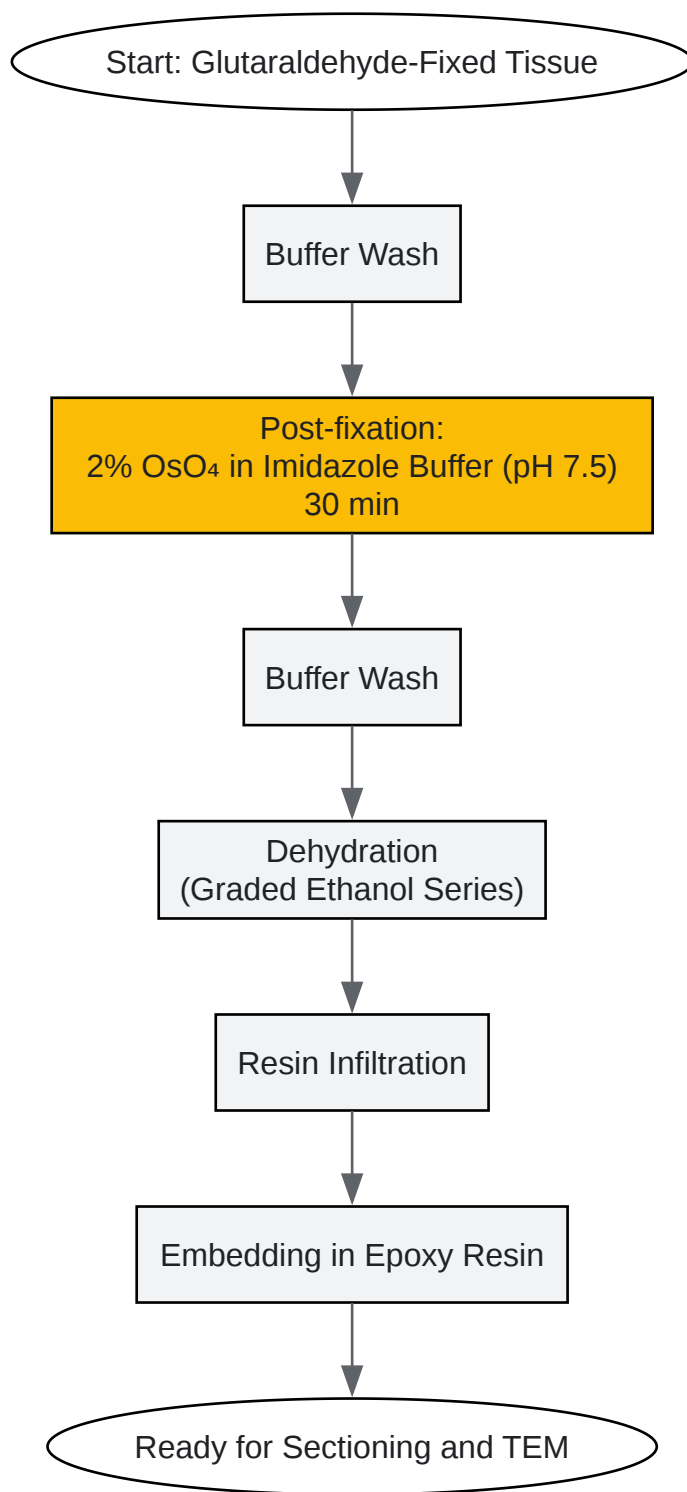 Start: Glutaraldehyde-Fixed Tissue
Buffer Wash
Post-fixation:
2% OsO₄ in Imidazole Buffer (pH 7.5)
30 min
Buffer Wash
Dehydration
(Graded Ethanol Series)
Resin Infiltration
Embedding in Epoxy Resin
Ready for Sectioning and TEM